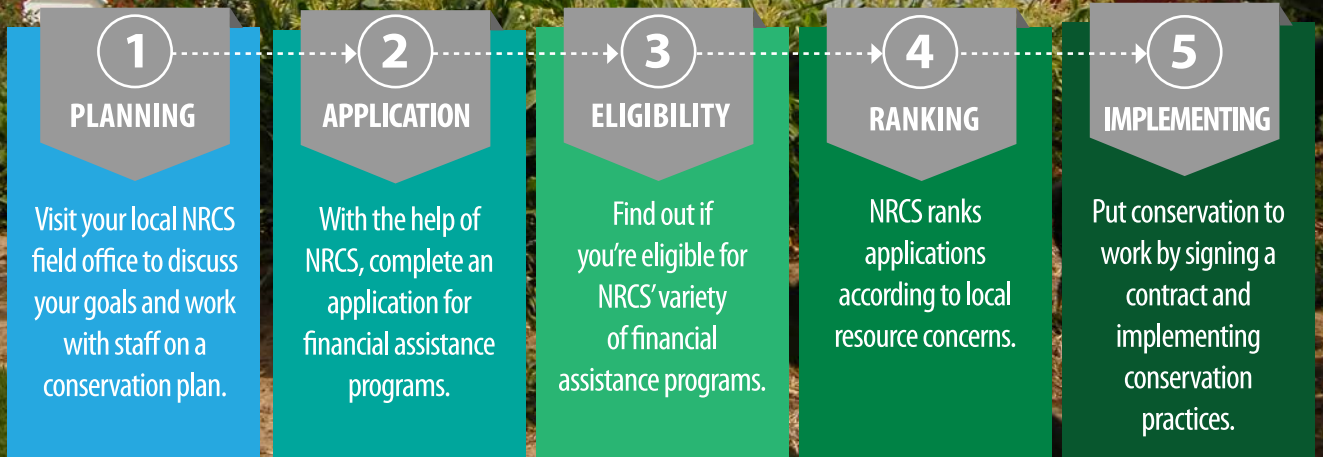 1
PLANNING
Visit your local NRCS
field office to discuss
your goals and work
with staff on a
conservation plan.
2
APPLICATION
With the help of
NRCS, complete an
application for
financial assistance
programs.
3
ELIGIBILITY
Find out if
you’re eligible for
NRCS’ variety
of financial
assistance programs.
4
RANKING
NRCS ranks
applications
according to local
resource concerns.
5
IMPLEMENTING
Put conservation to
work by signing a
contract and
implementing
conservation
practices.